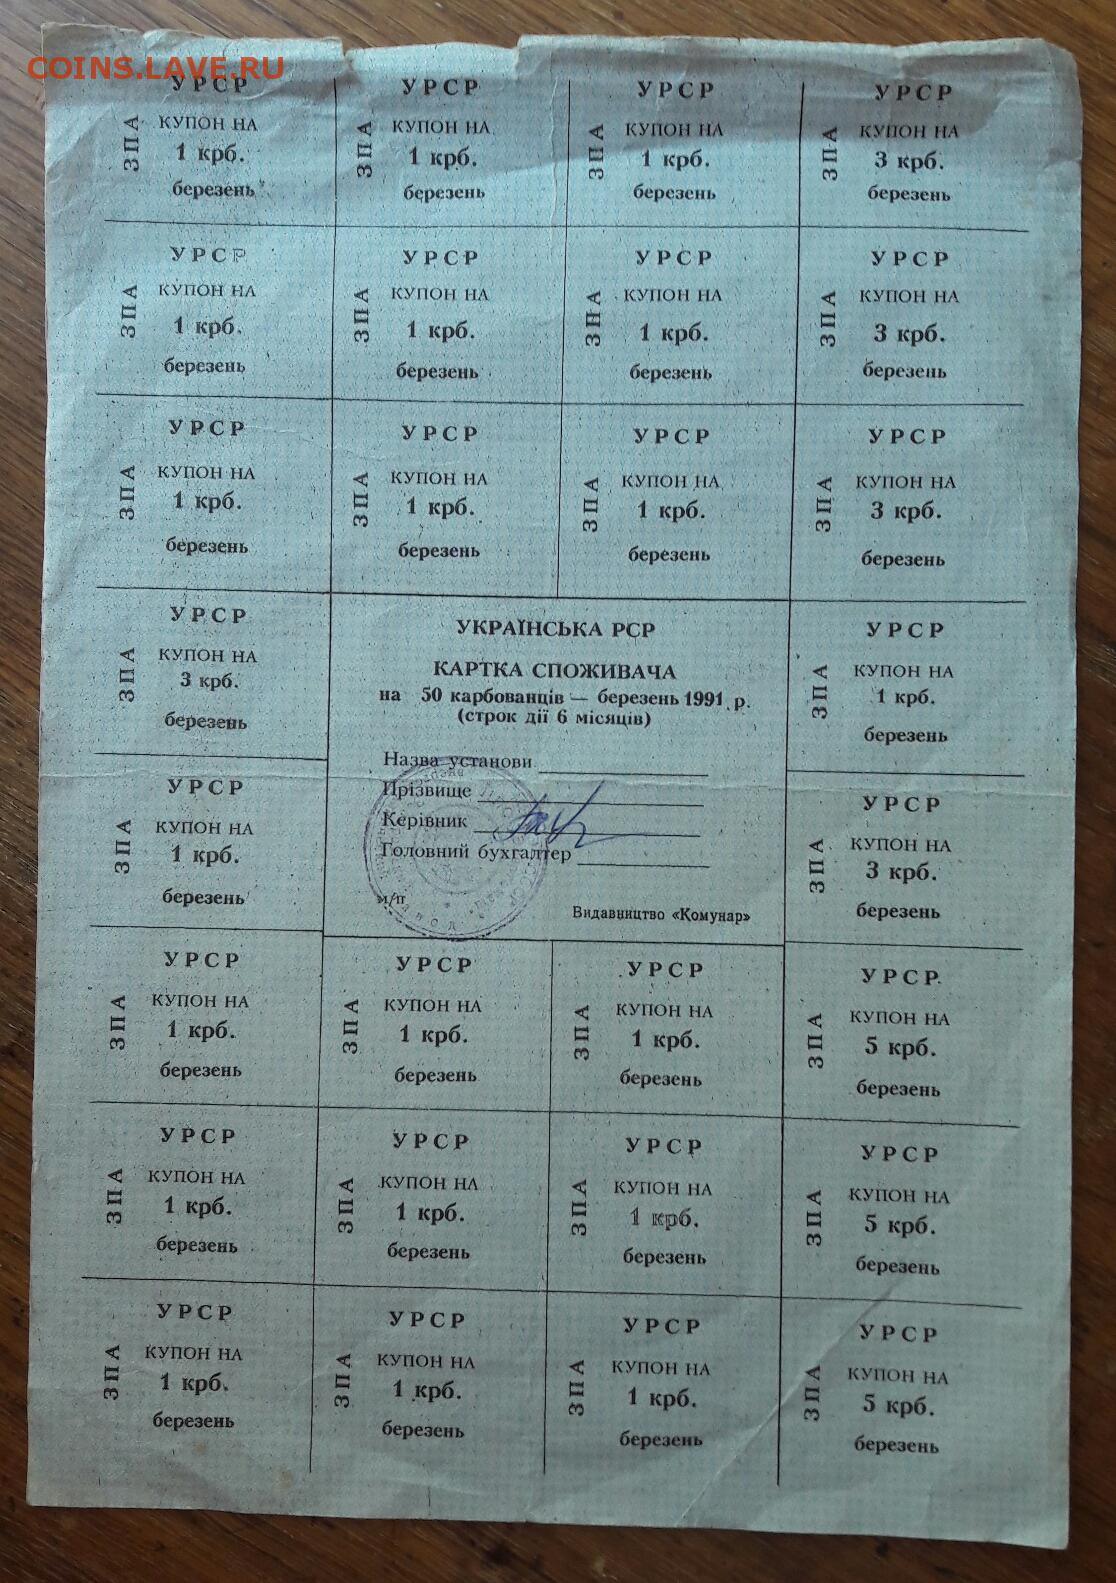 COINS.LAVE.RU
УРСР
КУПОН НА
1 крб.
березень
ЗПА
УРСР
КУПОН НА
1 крб.
березень
ЗПА
УРСР
КУПОН НА
1 крб.
березень
ЗПА
УРСР
КУПОН НА
3 крб.
березень
ЗПА
УРСР
КУПОН НА
1 крб.
березень
ЗПА
УРСР
КУПОН НА
1 крб.
березень
ЗПА
УРСР
КУПОН НА
1 крб.
березень
ЗПА
УРСР
КУПОН НА
3 крб.
березень
ЗПА
УРСР
КУПОН НА
1 крб.
березень
ЗПА
УРСР
КУПОН НА
1 крб.
березень
ЗПА
УРСР
КУПОН НА
1 крб.
березень
ЗПА
УРСР
КУПОН НА
3 крб.
березень
ЗПА
УРСР
КУПОН НА
3 крб.
березень
ЗПА
УКРАЇНСЬКА РСР
КАРТКА СПОЖИВАЧА
на 50 карбованців — березень 1991 р.
(строк дії 6 місяців)
Назва установи
Прізвище
Керівник
Головний бухгалтер
м/п
Видавництво «Комунар»
УРСР
КУПОН НА
1 крб.
березень
ЗПА
УРСР
КУПОН НА
1 крб.
березень
ЗПА
УРСР
КУПОН НА
3 крб.
березень
ЗПА
УРСР
КУПОН НА
1 крб.
березень
ЗПА
УРСР
КУПОН НА
1 крб.
березень
ЗПА
УРСР
КУПОН НА
1 крб.
березень
ЗПА
УРСР
КУПОН НА
5 крб.
березень
ЗПА
УРСР
КУПОН НА
1 крб.
березень
ЗПА
УРСР
КУПОН НА
1 крб.
березень
ЗПА
УРСР
КУПОН НА
1 крб.
березень
ЗПА
УРСР
КУПОН НА
5 крб.
березень
ЗПА
УРСР
КУПОН НА
1 крб.
березень
ЗПА
УРСР
КУПОН НА
1 крб.
березень
ЗПА
УРСР
КУПОН НА
1 крб.
березень
ЗПА
УРСР
КУПОН НА
5 крб.
березень
ЗПА